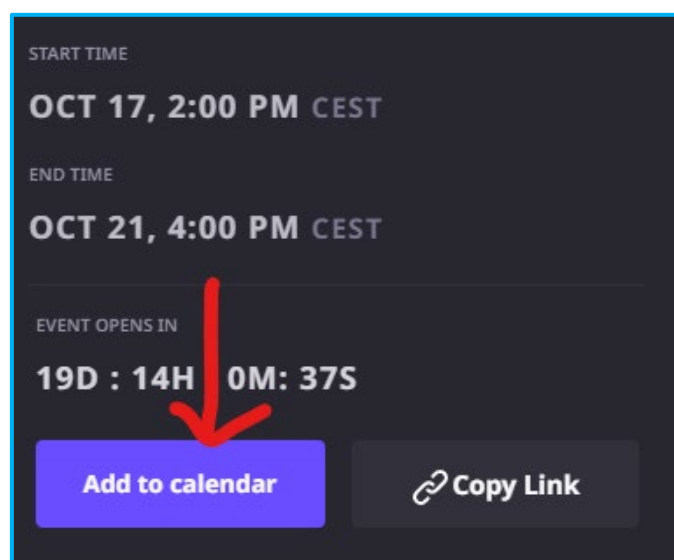 START TIME
OCT 17, 2:00 PM CEST
END TIME
OCT 21, 4:00 PM CEST
EVENT OPENS IN
19D : 14H 0M: 37S
Add to calendar
Copy Link